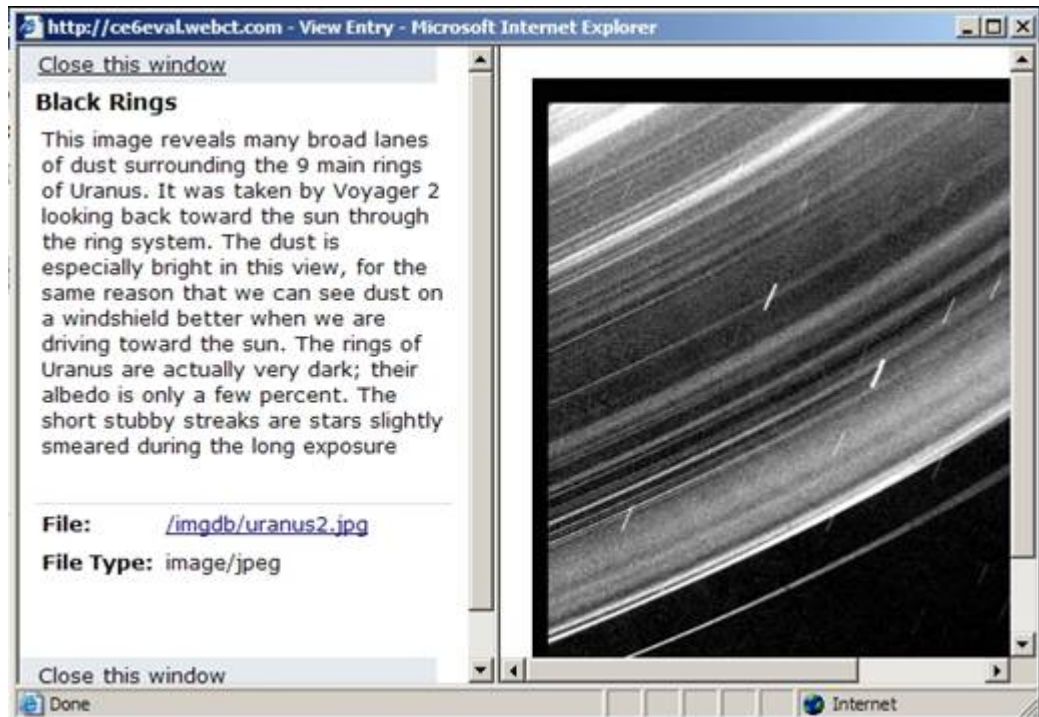 http://ce6eval.webct.com - View Entry - Microsoft Internet Explorer
Close this window
Black Rings
This image reveals many broad lanes
of dust surrounding the 9 main rings
of Uranus. It was taken by Voyager 2
looking back toward the sun through
the ring system. The dust is
especially bright in this view, for the
same reason that we can see dust on
a windshield better when we are
driving toward the sun. The rings of
Uranus are actually very dark; their
albedo is only a few percent. The
short stubby streaks are stars slightly
smeared during the long exposure
File: /imgdb/uranus2.jpg
File Type: image/jpeg
Close this window
Done
Internet